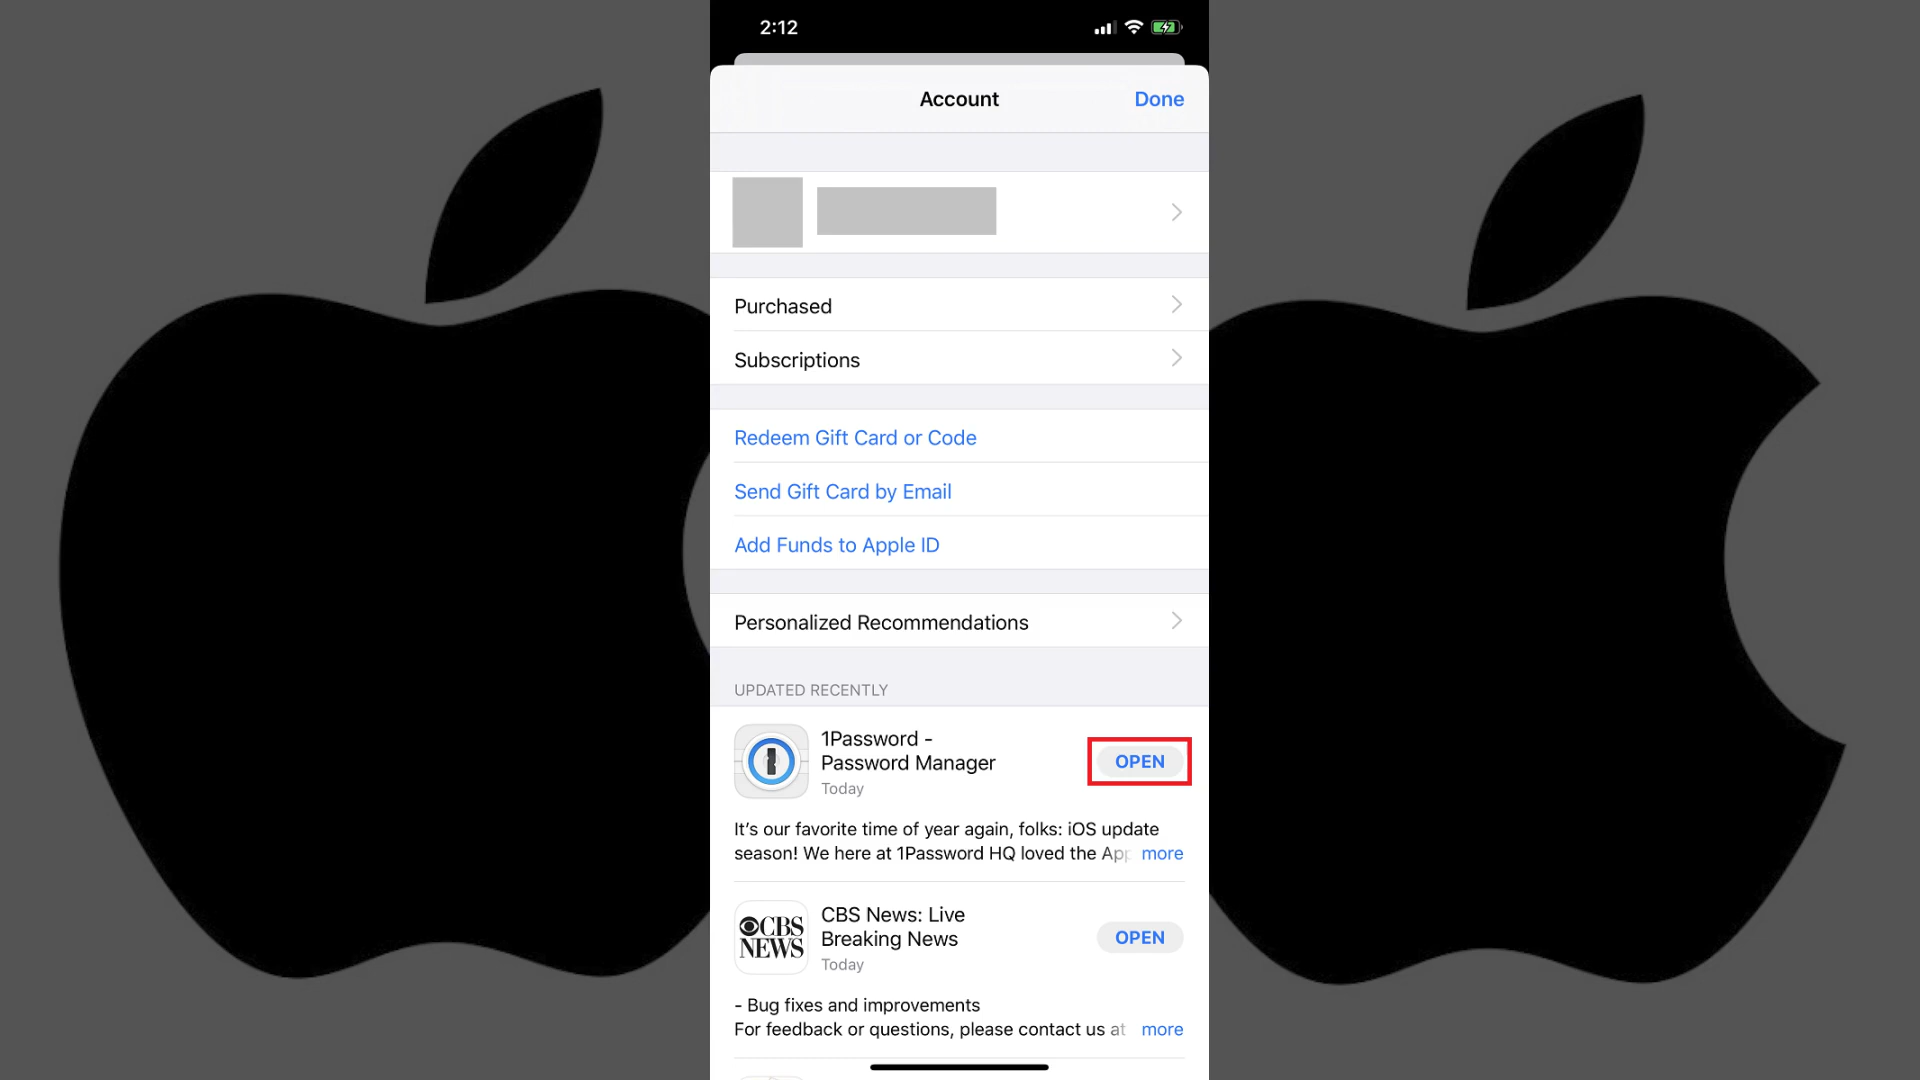 2:12
Account
Done
Purchased
Subscriptions
Redeem Gift Card or Code
Send Gift Card by Email
Add Funds to Apple ID
Personalized Recommendations
UPDATED RECENTLY
1Password -
Password Manager
Today
OPEN
It’s our favorite time of year again, folks: iOS update
season! We here at 1Password HQ loved the App more
CBS NEWS
CBS News: Live
Breaking News
Today
OPEN
- Bug fixes and improvements
For feedback or questions, please contact us at more